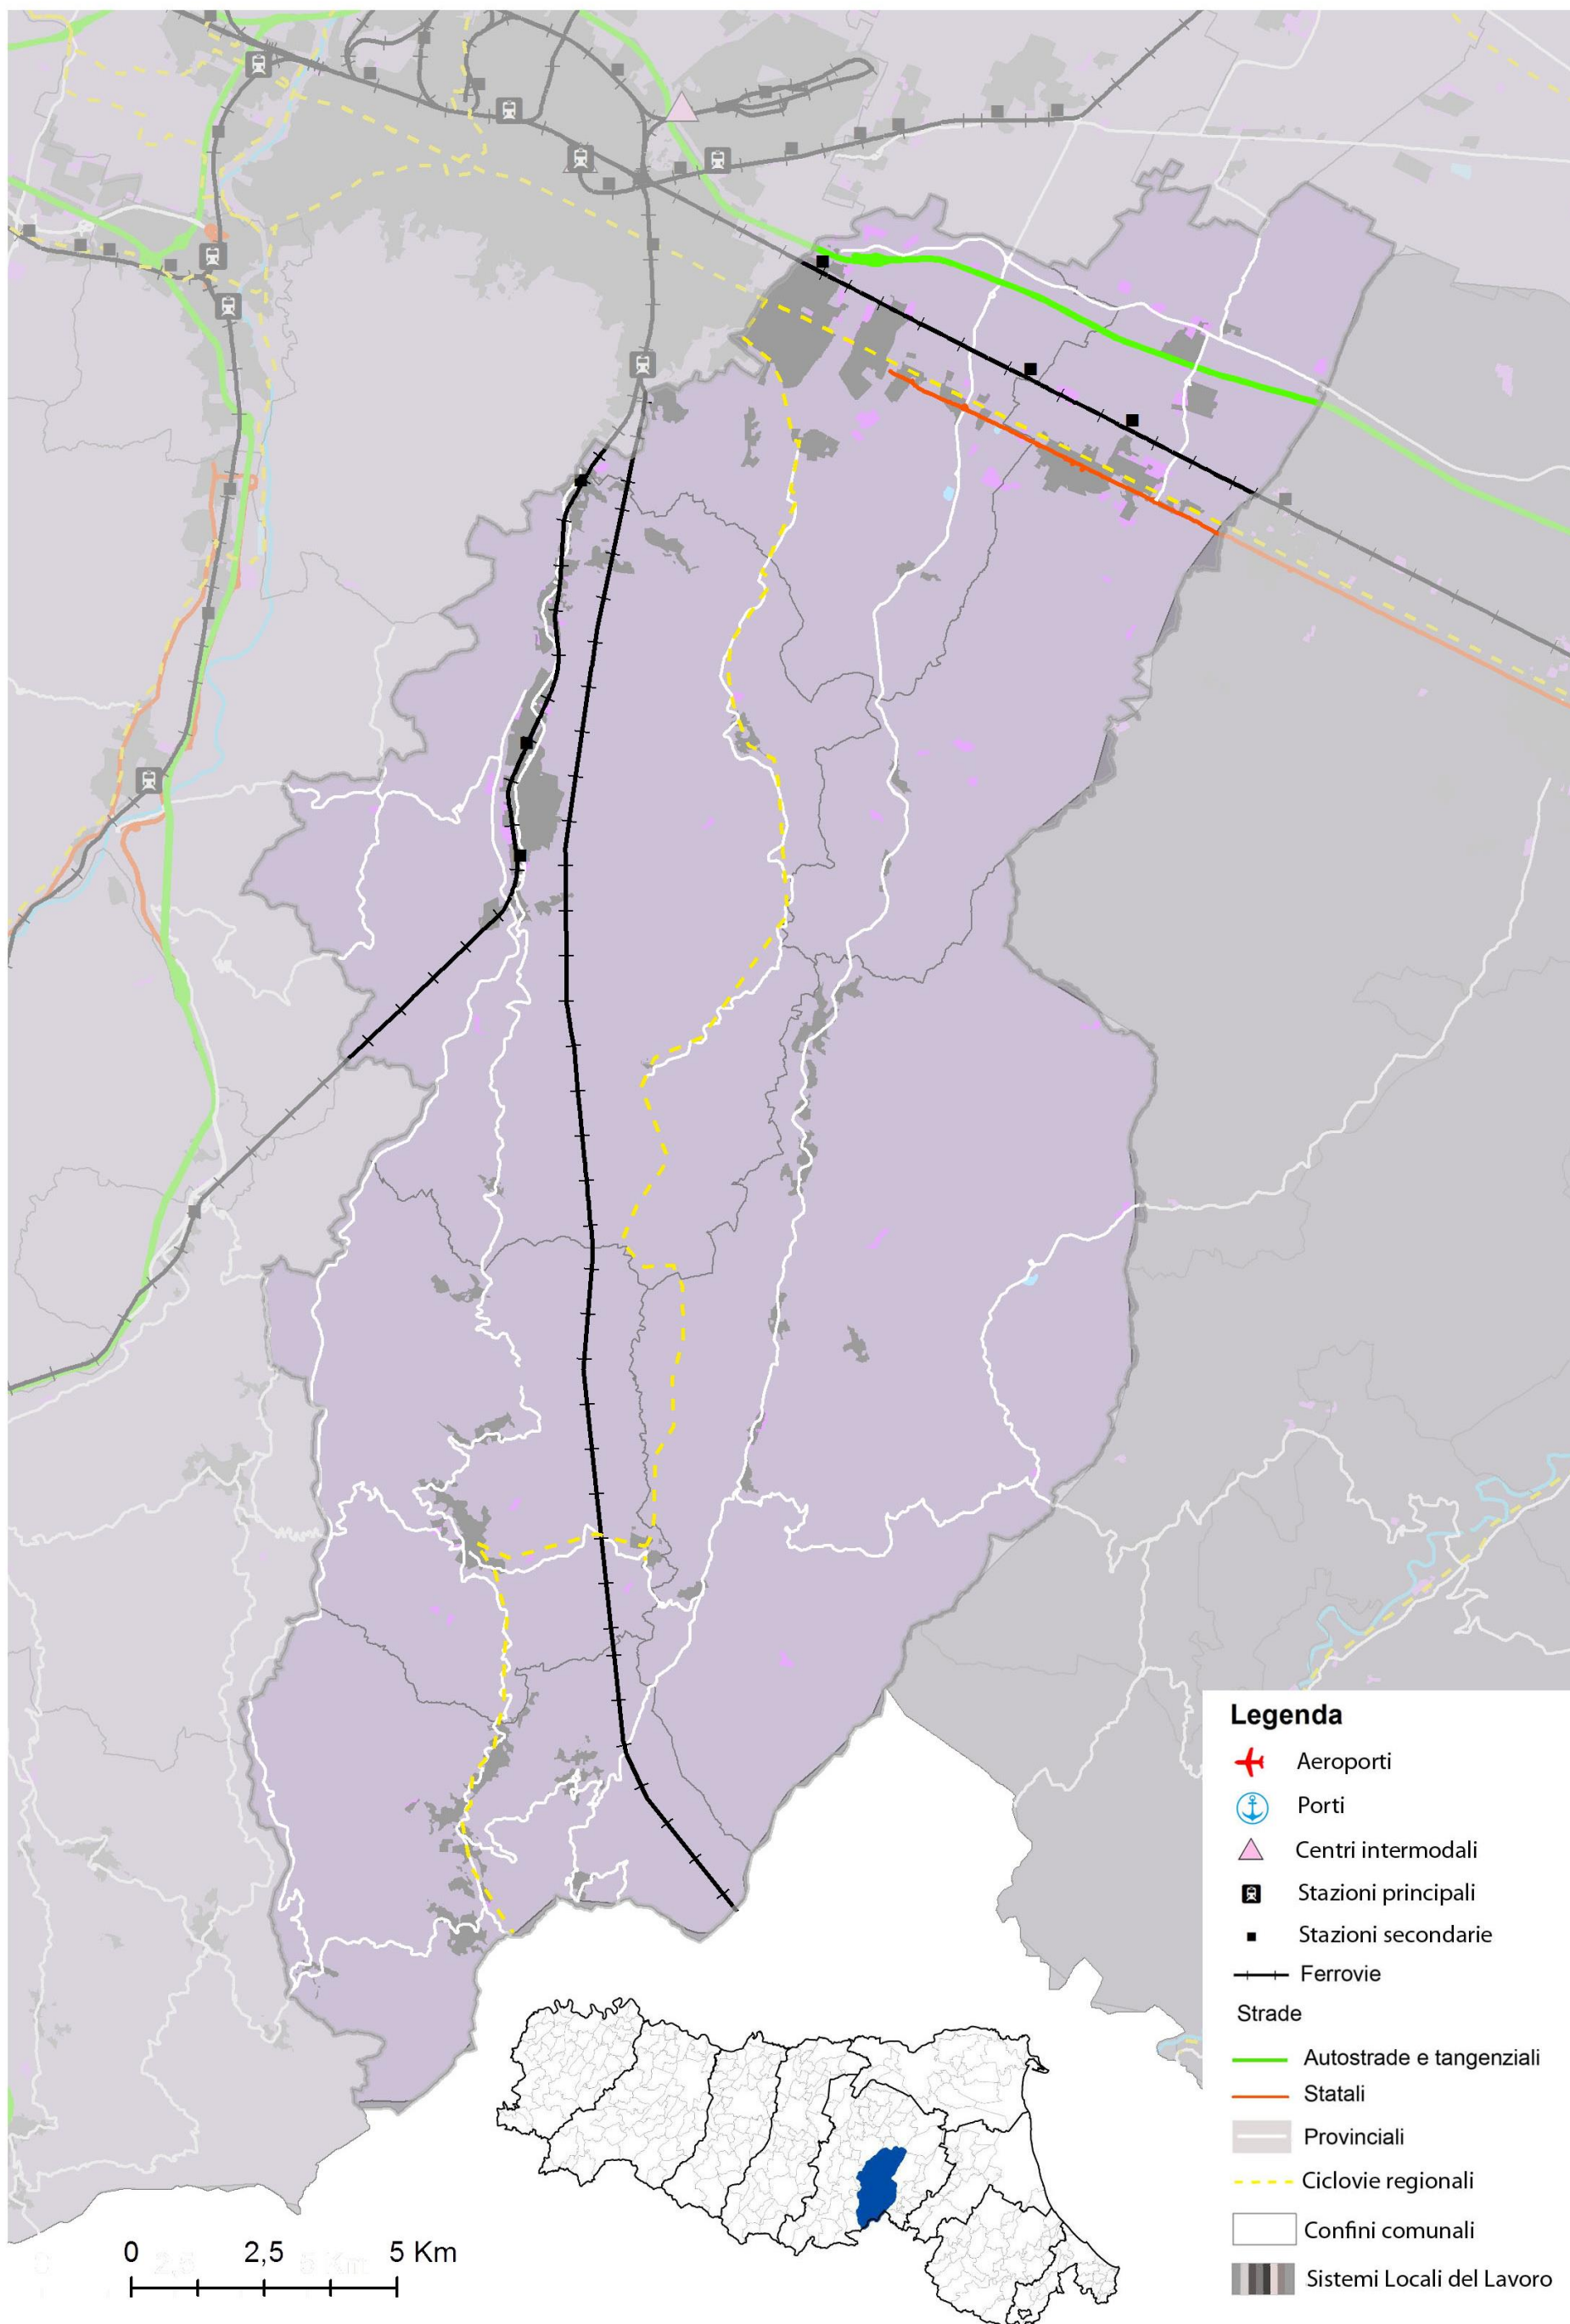 Legenda
Aeroporti
Porti
Centri intermodali
Stazioni principali
Stazioni secondarie
Ferrovie
Strade
Autostrade e tangenziali
Statali
Provinciali
Ciclovie regionali
Confini comunali
Sistemi Locali del Lavoro
0 2,5 5 Km